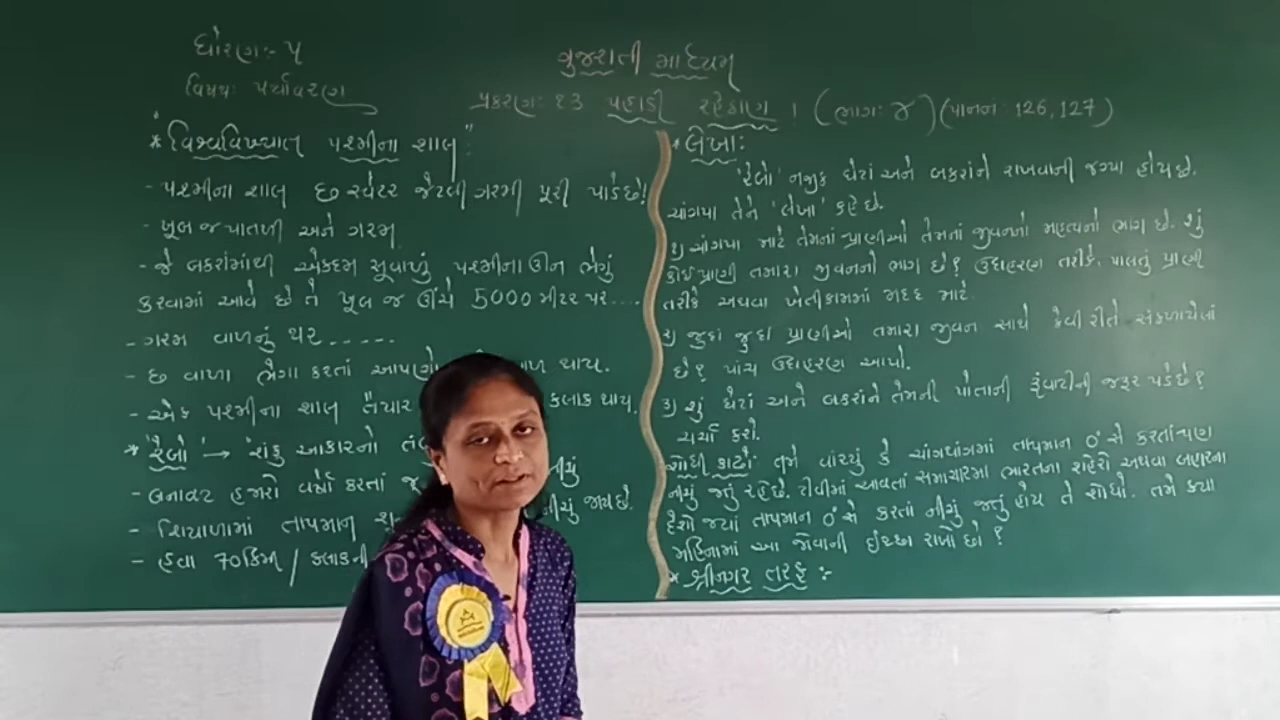 ધોરણ:- ૫
વિષય: પર્યાવરણ
ગુજરાતી માધ્યમ
પ્રકરણ: ૧૩ પહાડી રહેઠાણ । (ભાગ: ૪) (પાનનં: 126, 127)
* "વિશ્વવિખ્યાત પશ્મીના શાલ"
- પશ્મીના શાલ છ સ્વેટર જેટલી ગરમી પૂરી પાડે છે!
- ખૂબ જ પાતળી અને ગરમ
- જે બકરાંમાથી એકદમ સૂવાળું પશ્મીના ઊન ભેગું
કરવામાં આવે છે તે ખૂબ જ ઊંચે 5000 મીટર પર ....
- ગરમ વાળનું થર .....
- છ વાળા ભેગા કરતાં આપણો વાળ થાય.
- એક પશ્મીના શાલ તૈયાર કલાક થાય.
* 'રેબો' → શંકુ આકારનો
- બનાવટ હજારો વર્ષો કરતાં નીચું
- શિયાળામાં તાપમાન નીચું જાય છે.
- હવા 70 કિમી / કલાકની
* લેખા:
'રેબો' નજીક ઘેટાં અને બકરાંને રાખવાની જગ્યા હોય છે.
ચાંગપા તેને 'લેખા' કહે છે.
૧) ચાંગપા માટે તેમનાં પ્રાણીઓ તેમનાં જીવનનો મહત્વનો ભાગ છે. શું
કોઈ પ્રાણી તમારા જીવનનો ભાગ છે? ઉદાહરણ તરીકે. પાલતું પ્રાણી
તરીકે અથવા ખેતીકામમાં મદદ માટે.
૨) જુદાં જુદાં પ્રાણીઓ તમારા જીવન સાથે કેવી રીતે સંકળાયેલાં
છે? પાંચ ઉદાહરણ આપો.
૩) શું ઘેટાં અને બકરાંને તેમની પોતાની રૂંવાટીની જરૂર પડે છે?
ચર્ચા કરો.
શોધી કાઢો: તમે વાંચ્યું કે ચાંગથાંગમાં તાપમાન 0° સે કરતાં પણ
નીચું જતું રહે છે. ટીવીમાં આવતાં સમાચારમાં ભારતના શહેરો અથવા બહારના
દેશો જ્યાં તાપમાન 0° સે કરતાં નીચું જતું હોય તે શોધો. તમે ક્યા
મહિનામાં આ જોવાની ઈચ્છા રાખો છો?
* શ્રીનગર તરફ :-